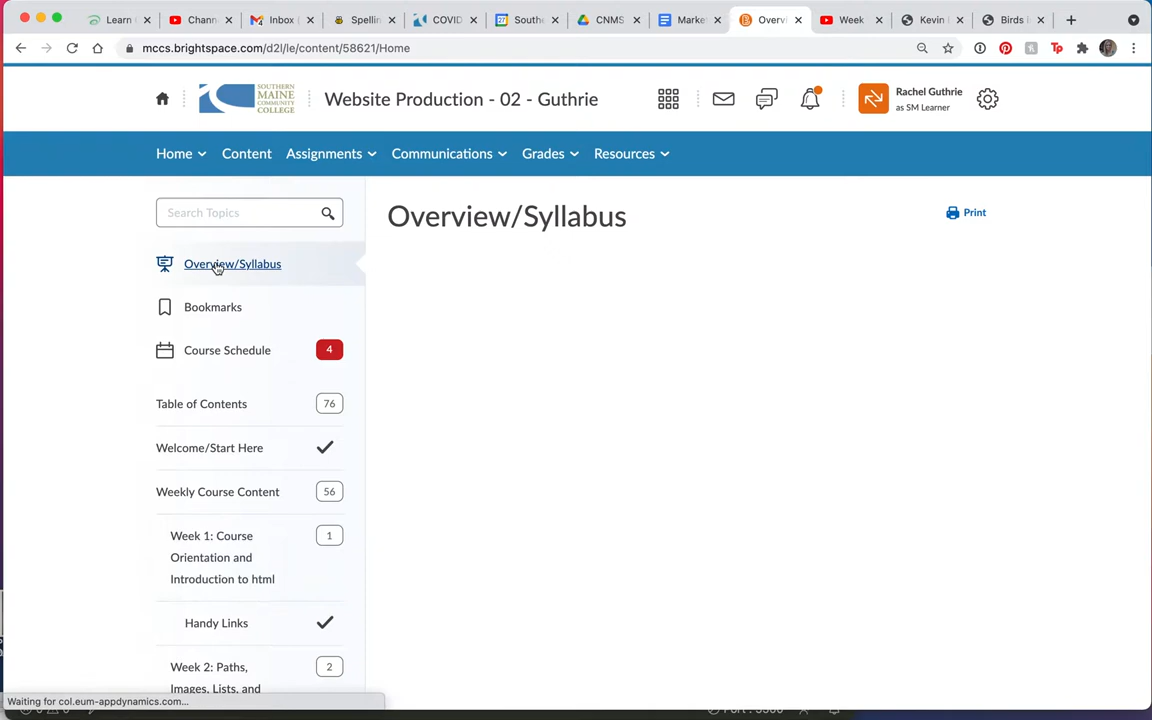 Learn
Chann
Inbox (
Spellin
COVID
Southe
CNMS
Market
Overv
Week
Kevin L
Birds i
mccs.brightspace.com/d2l/le/content/58621/Home
SOUTHERN
MAINE
COMMUNITY
COLLEGE
Website Production - 02 - Guthrie
Rachel Guthrie
as SM Learner
Home
Content
Assignments
Communications
Grades
Resources
Search Topics
Overview/Syllabus
Print
Overview/Syllabus
Bookmarks
Course Schedule 4
Table of Contents 76
Welcome/Start Here
Weekly Course Content 56
Week 1: Course 1
Orientation and
Introduction to html
Handy Links
Week 2: Paths, 2
Images, Lists, and
Waiting for col.eum-appdynamics.com...